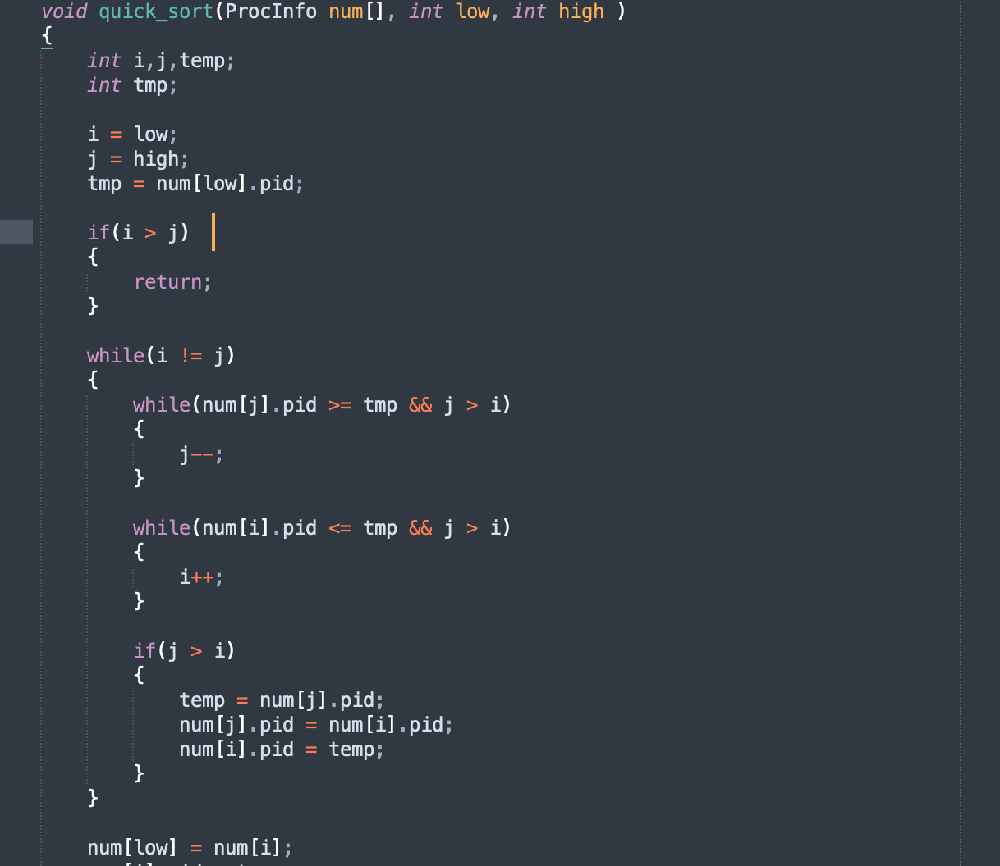 void quick_sort(ProcInfo num[], int low, int high )
{
    int i,j,temp;
    int tmp;

    i = low;
    j = high;
    tmp = num[low].pid;

    if(i > j)
    {
        return;
    }

    while(i != j)
    {
        while(num[j].pid >= tmp && j > i)
        {
            j--;
        }

        while(num[i].pid <= tmp && j > i)
        {
            i++;
        }

        if(j > i)
        {
            temp = num[j].pid;
            num[j].pid = num[i].pid;
            num[i].pid = temp;
        }
    }

    num[low] = num[i];